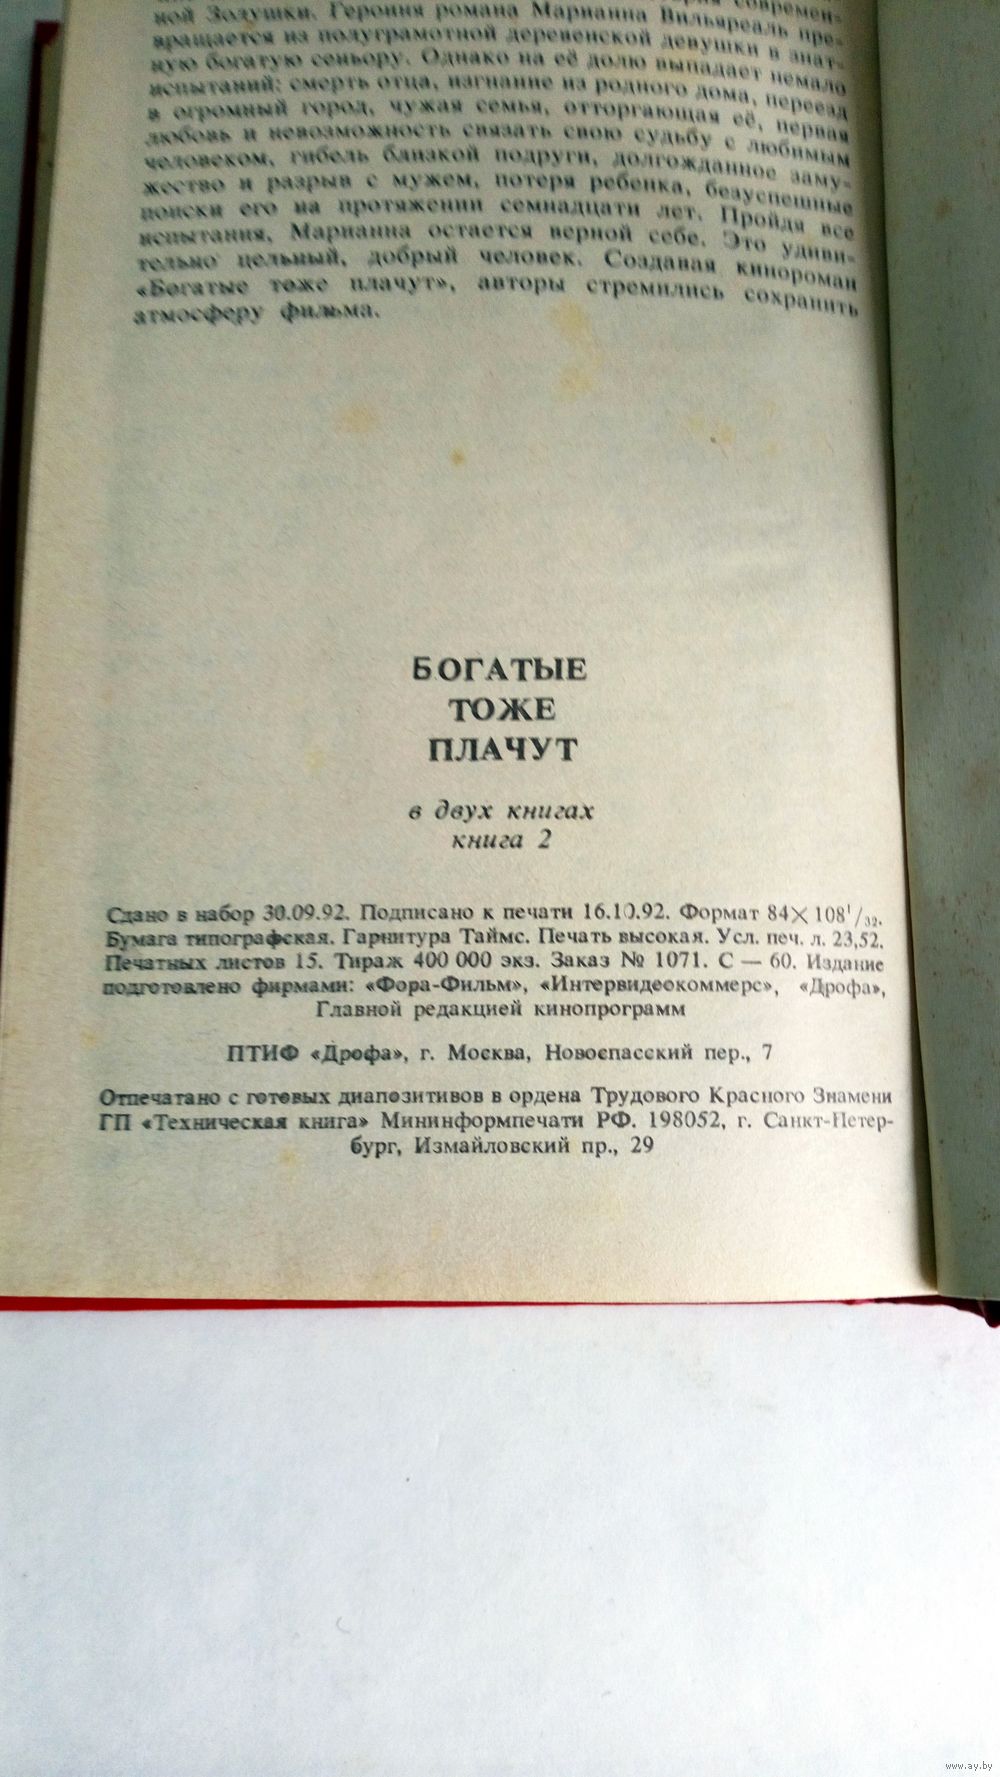 ной Золушки. Героиня романа Марианна Вильяреаль пре-
вращается из полуграмотной деревенской девушки в знат-
ную богатую сеньору. Однако на её долю выпадает немало
испытаний: смерть отца, изгнание из родного дома, переезд
в огромный город, чужая семья, отторгающая её, первая
любовь и невозможность связать свою судьбу с любимым
человеком, гибель близкой подруги, долгожданное заму-
жество и разрыв с мужем, потеря ребенка, безуспешные
поиски его на протяжении семнадцати лет. Пройдя все
испытания, Марианна остается верной себе. Это удиви-
тельно цельный, добрый человек. Создавая кинороман
«Богатые тоже плачут», авторы стремились сохранить
атмосферу фильма.
БОГАТЫЕ
ТОЖЕ
ПЛАЧУТ
в двух книгах
книга 2
Сдано в набор 30.09.92. Подписано к печати 16.10.92. Формат 84×108¹/₃₂.
Бумага типографская. Гарнитура Таймс. Печать высокая. Усл. печ. л. 23,52.
Печатных листов 15. Тираж 400 000 экз. Заказ № 1071. С — 60. Издание
подготовлено фирмами: «Фора-Фильм», «Интервидеокоммерс», «Дрофа»,
Главной редакцией кинопрограмм
ПТИФ «Дрофа», г. Москва, Новоспасский пер., 7
Отпечатано с готовых диапозитивов в ордена Трудового Красного Знамени
ГП «Техническая книга» Мининформпечати РФ. 198052, г. Санкт-Петер-
бург, Измайловский пр., 29
www.ay.by